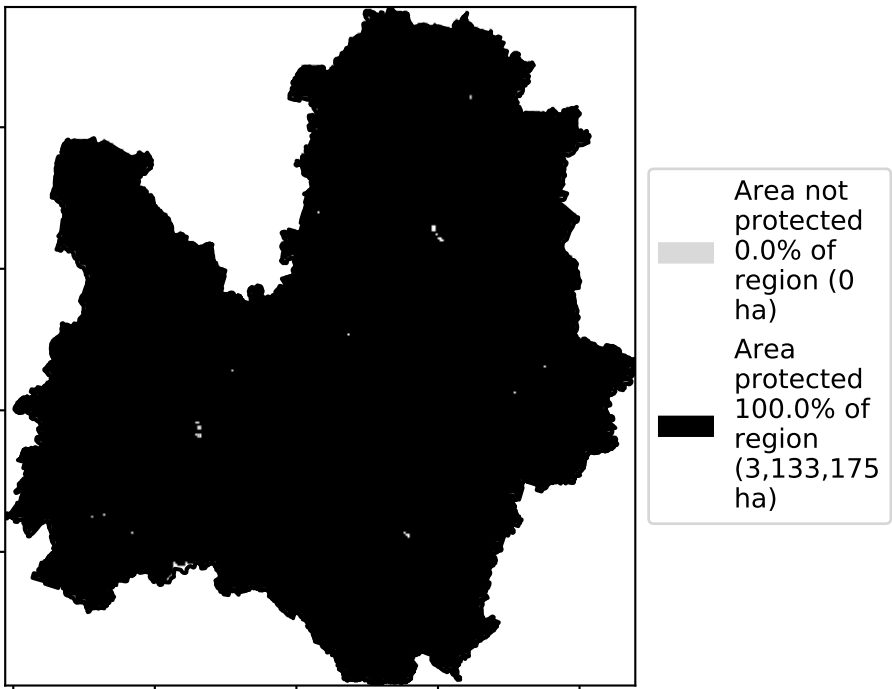 Area not
protected
0.0% of
region (0
ha)
Area
protected
100.0% of
region
(3,133,175
ha)